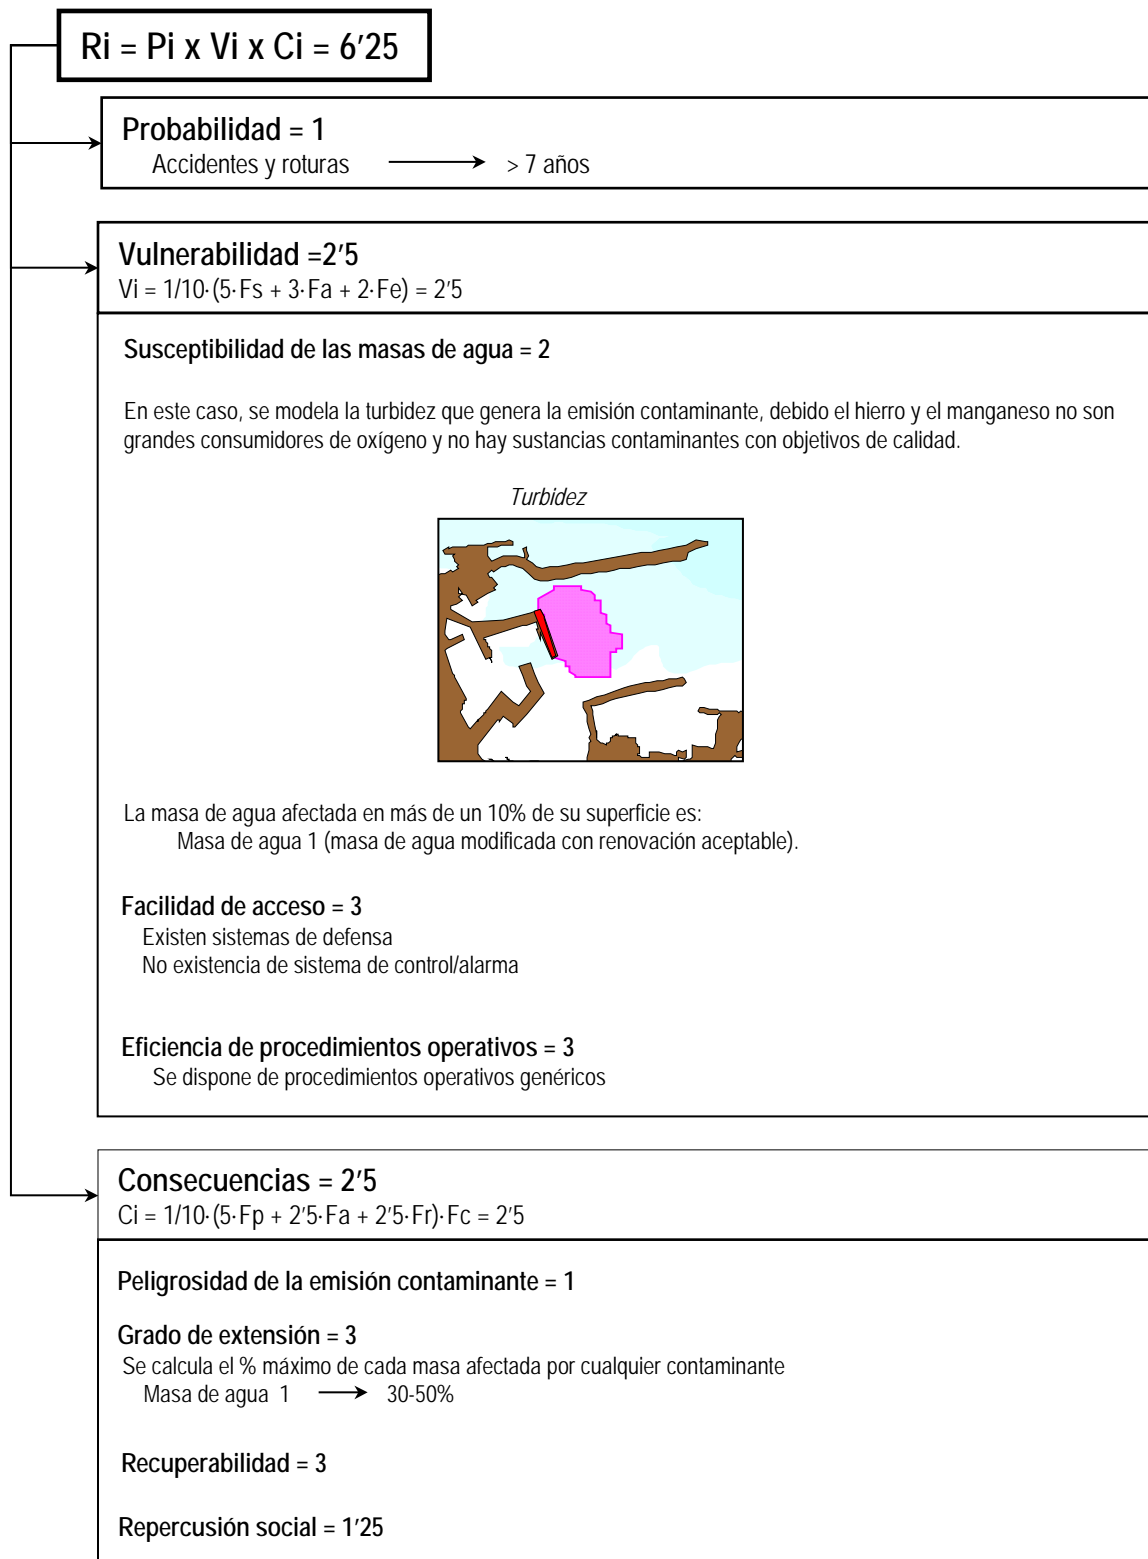 Ri = Pi x Vi x Ci = 6'25
Probabilidad = 1
Accidentes y roturas > 7 años
Vulnerabilidad =2'5
Vi = 1/10·(5·Fs + 3·Fa + 2·Fe) = 2'5
Susceptibilidad de las masas de agua = 2
En este caso, se modela la turbidez que genera la emisión contaminante, debido el hierro y el manganeso no son
grandes consumidores de oxígeno y no hay sustancias contaminantes con objetivos de calidad.
Turbidez
La masa de agua afectada en más de un 10% de su superficie es:
Masa de agua 1 (masa de agua modificada con renovación aceptable).
Facilidad de acceso = 3
Existen sistemas de defensa
No existencia de sistema de control/alarma
Eficiencia de procedimientos operativos = 3
Se dispone de procedimientos operativos genéricos
Consecuencias = 2'5
Ci = 1/10·(5·Fp + 2'5·Fa + 2'5·Fr)·Fc = 2'5
Peligrosidad de la emisión contaminante = 1
Grado de extensión = 3
Se calcula el % máximo de cada masa afectada por cualquier contaminante
Masa de agua 1 30-50%
Recuperabilidad = 3
Repercusión social = 1'25